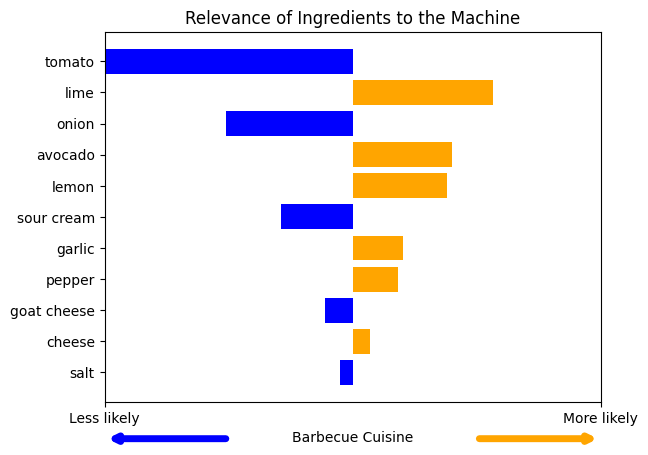 Relevance of Ingredients to the Machine
tomato
lime
onion
avocado
lemon
sour cream
garlic
pepper
goat cheese
cheese
salt
Less likely
More likely
Barbecue Cuisine